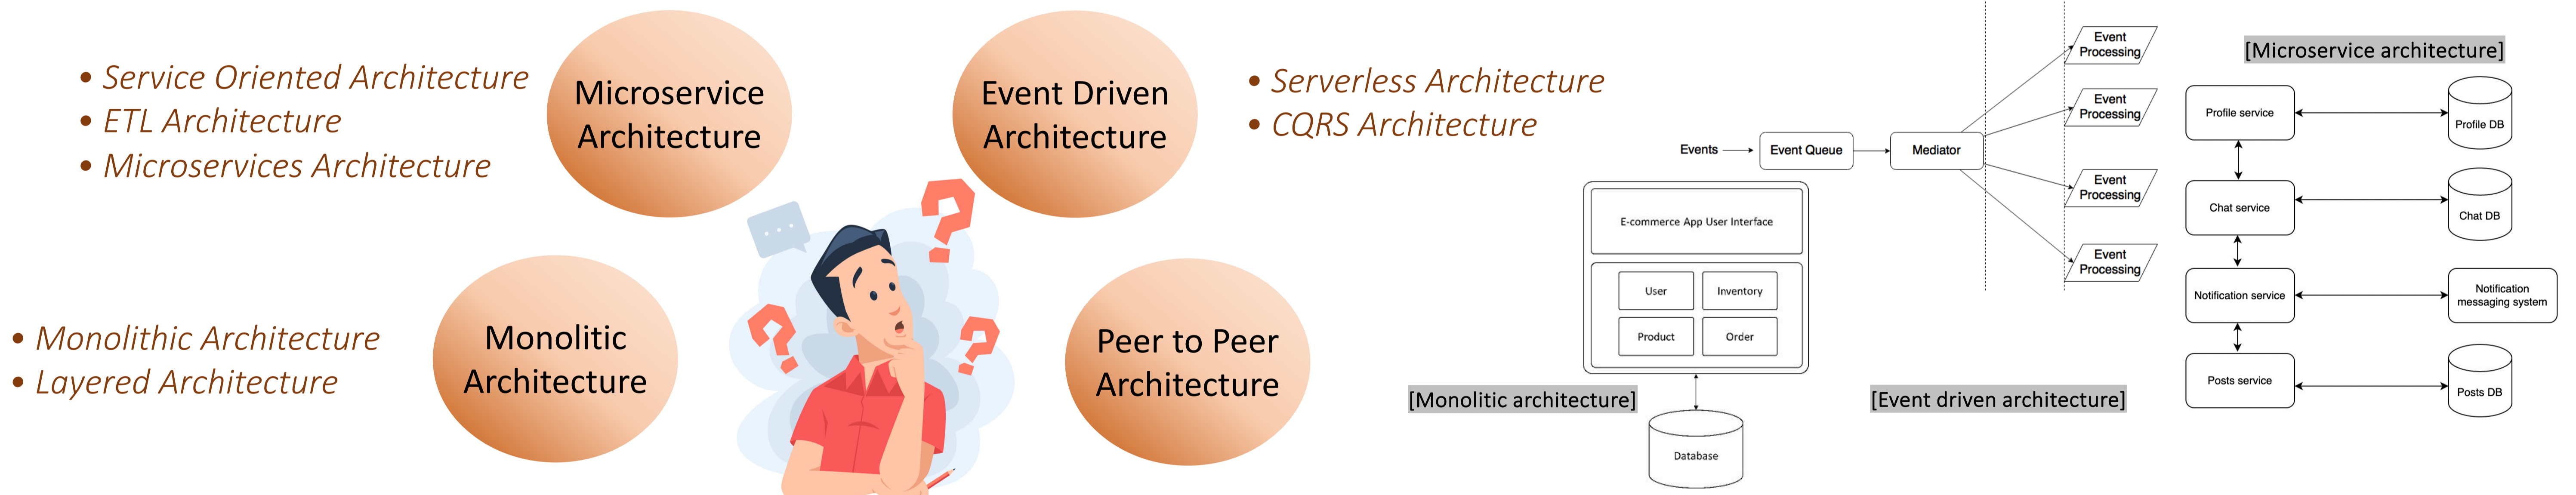 • Service Oriented Architecture
• ETL Architecture
• Microservices Architecture
Microservice
Architecture
Event Driven
Architecture
• Serverless Architecture
• CQRS Architecture
• Monolithic Architecture
• Layered Architecture
Monolitic
Architecture
Peer to Peer
Architecture
E-commerce App User Interface
User
Inventory
Product
Order
Database
[Monolitic architecture]
Events
Event Queue
Mediator
Event
Processing
Event
Processing
Event
Processing
Event
Processing
[Event driven architecture]
[Microservice architecture]
Profile service
Profile DB
Chat service
Chat DB
Notification service
Notification
messaging system
Posts service
Posts DB